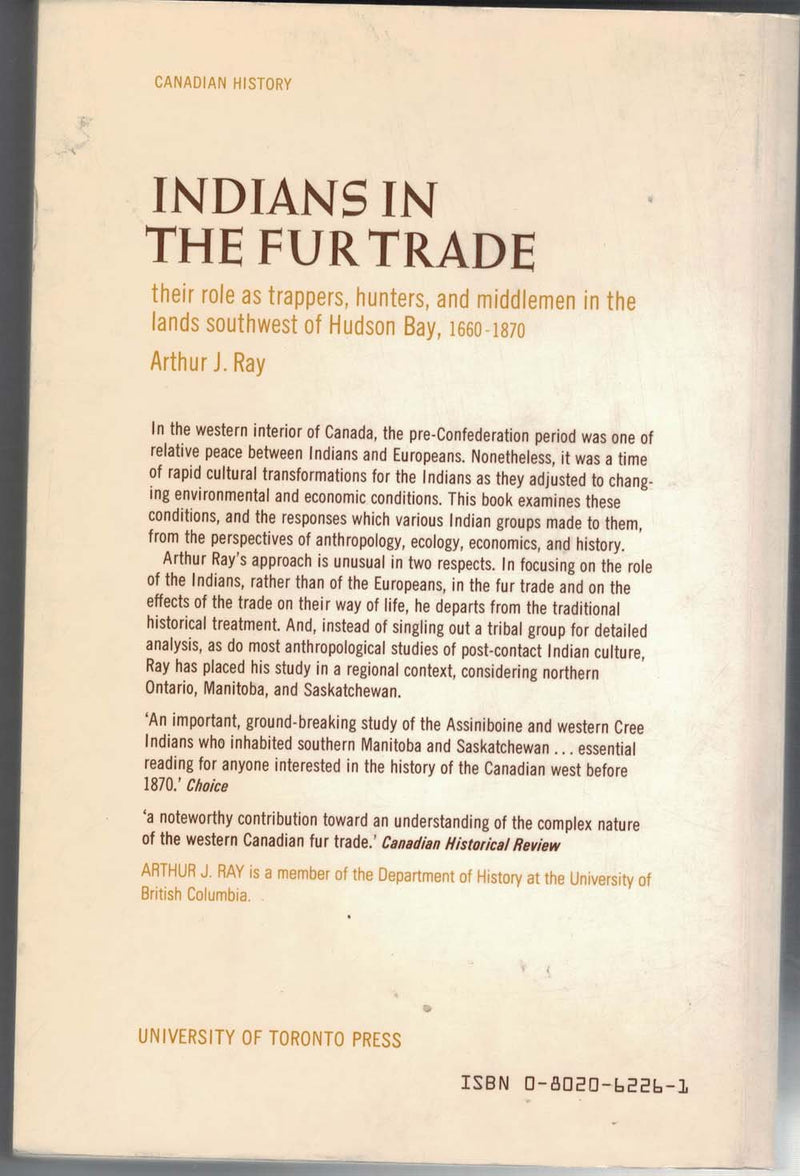 CANADIAN HISTORY
INDIANS IN
THE FUR TRADE
their role as trappers, hunters, and middlemen in the
lands southwest of Hudson Bay, 1660-1870
Arthur J. Ray
In the western interior of Canada, the pre-Confederation period was one of
relative peace between Indians and Europeans. Nonetheless, it was a time
of rapid cultural transformations for the Indians as they adjusted to chang-
ing environmental and economic conditions. This book examines these
conditions, and the responses which various Indian groups made to them,
from the perspectives of anthropology, ecology, economics, and history.
Arthur Ray's approach is unusual in two respects. In focusing on the role
of the Indians, rather than of the Europeans, in the fur trade and on the
effects of the trade on their way of life, he departs from the traditional
historical treatment. And, instead of singling out a tribal group for detailed
analysis, as do most anthropological studies of post-contact Indian culture,
Ray has placed his study in a regional context, considering northern
Ontario, Manitoba, and Saskatchewan.
'An important, ground-breaking study of the Assiniboine and western Cree
Indians who inhabited southern Manitoba and Saskatchewan ... essential
reading for anyone interested in the history of the Canadian west before
1870.' Choice
'a noteworthy contribution toward an understanding of the complex nature
of the western Canadian fur trade.' Canadian Historical Review
ARTHUR J. RAY is a member of the Department of History at the University of
British Columbia.
UNIVERSITY OF TORONTO PRESS
ISBN 0-8020-6226-1